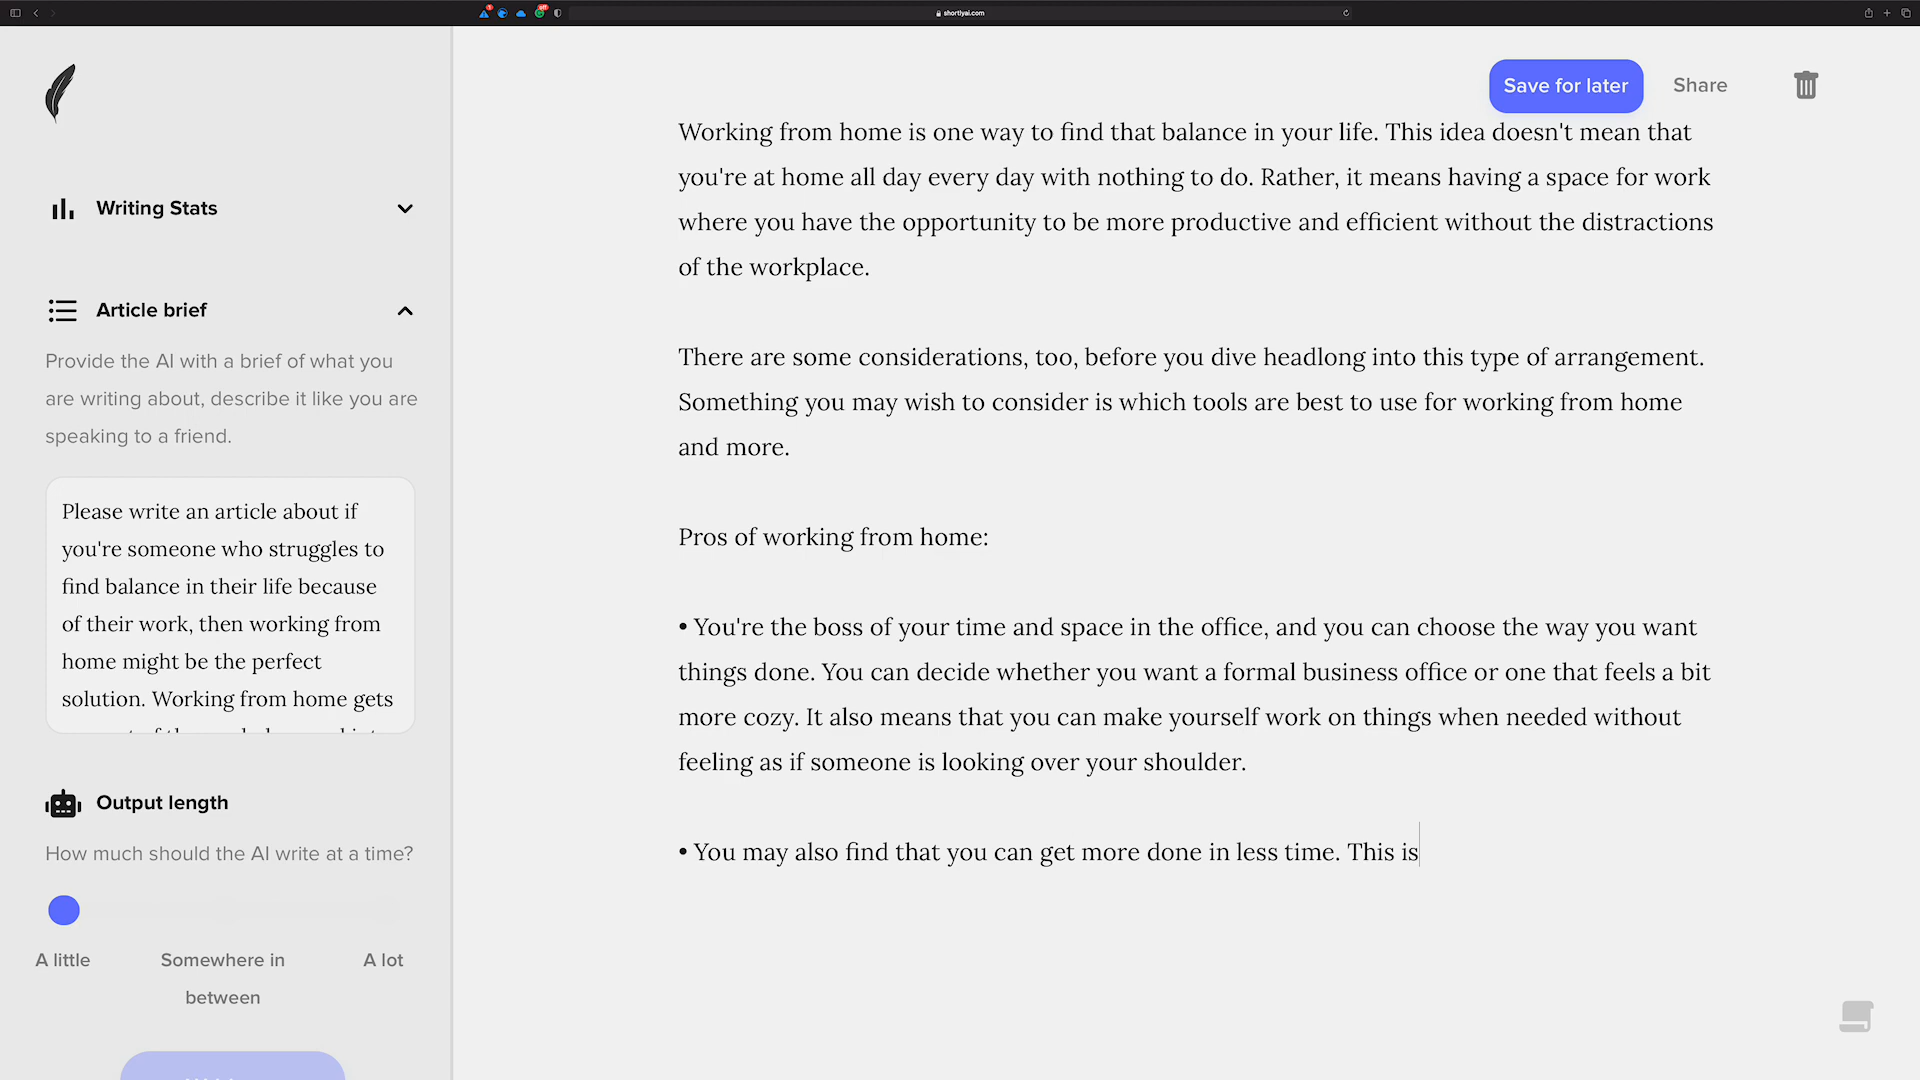 shortlyai.com
Save for later
Share
Writing Stats
Article brief
Provide the AI with a brief of what you
are writing about, describe it like you are
speaking to a friend.
Please write an article about if
you're someone who struggles to
find balance in their life because
of their work, then working from
home might be the perfect
solution. Working from home gets
Output length
How much should the AI write at a time?
A little
Somewhere in
between
A lot
Working from home is one way to find that balance in your life. This idea doesn't mean that
you're at home all day every day with nothing to do. Rather, it means having a space for work
where you have the opportunity to be more productive and efficient without the distractions
of the workplace.
There are some considerations, too, before you dive headlong into this type of arrangement.
Something you may wish to consider is which tools are best to use for working from home
and more.
Pros of working from home:
• You're the boss of your time and space in the office, and you can choose the way you want
things done. You can decide whether you want a formal business office or one that feels a bit
more cozy. It also means that you can make yourself work on things when needed without
feeling as if someone is looking over your shoulder.
• You may also find that you can get more done in less time. This is